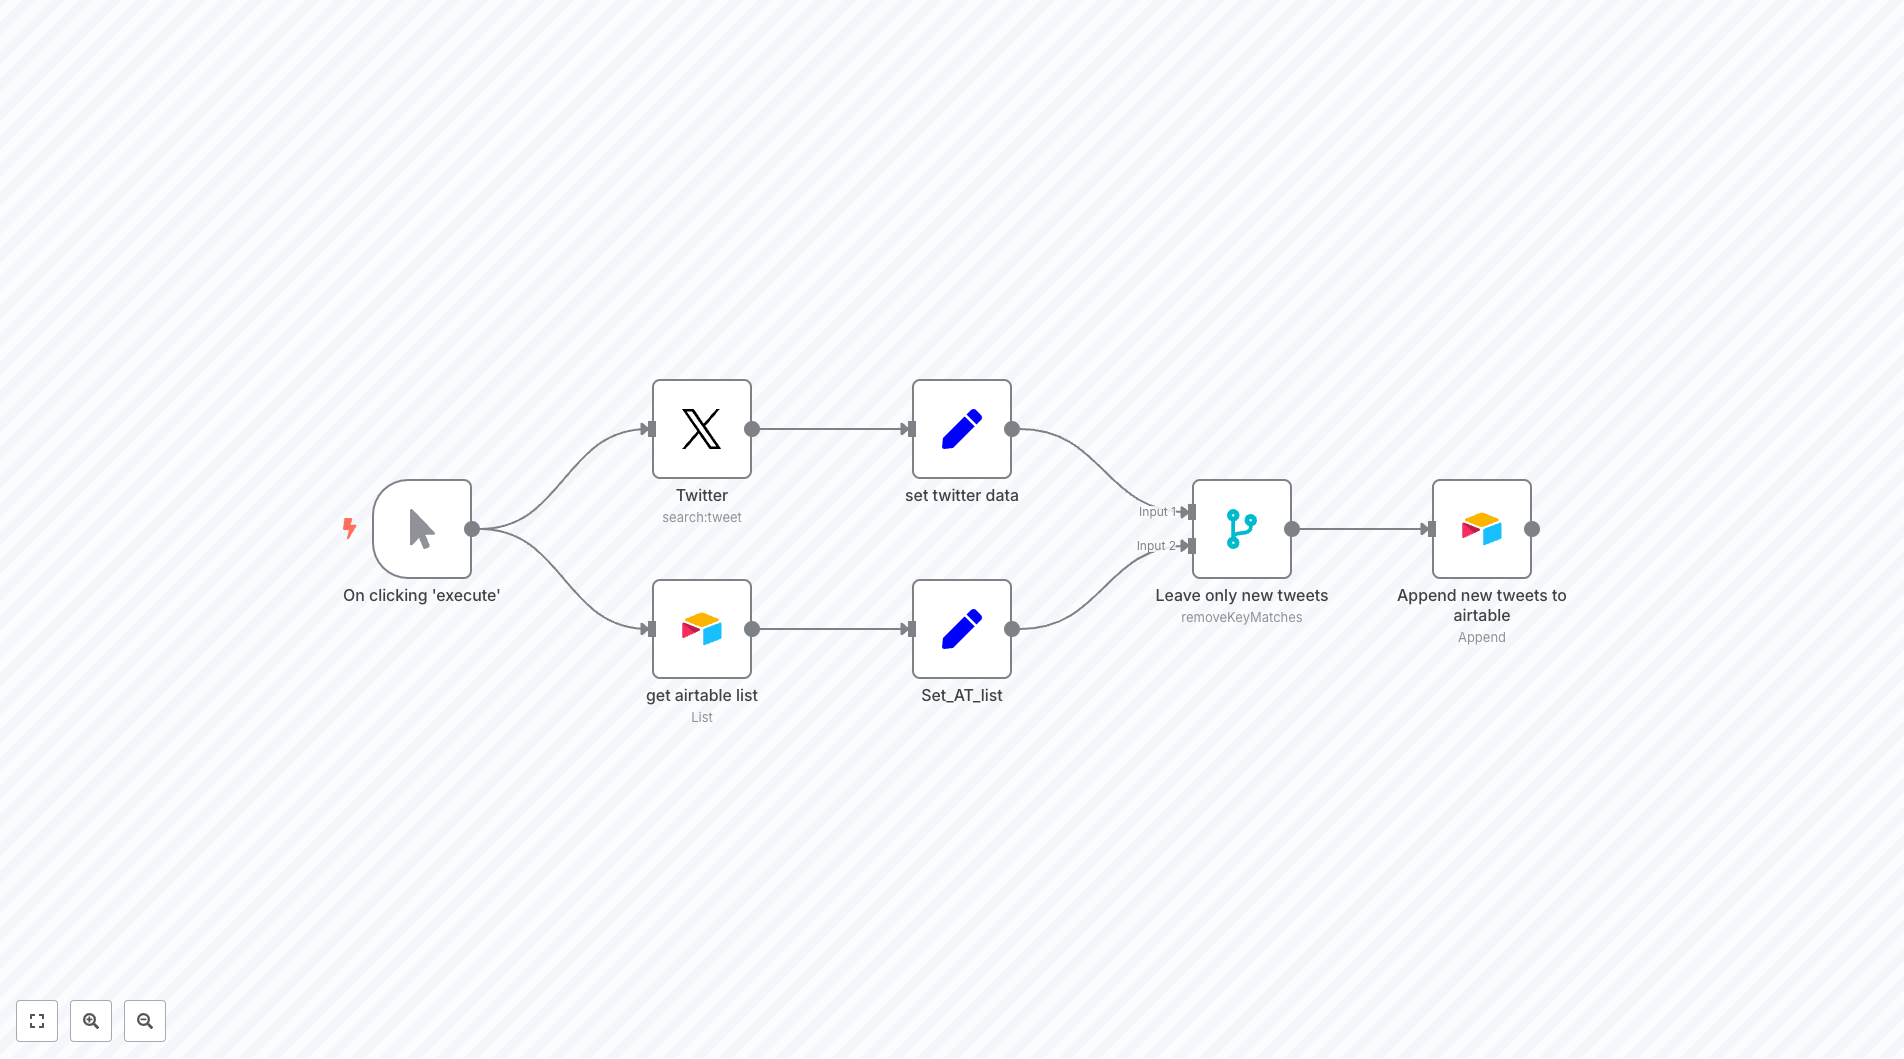 On clicking 'execute'
Twitter
search:tweet
set twitter data
get airtable list
List
Set_AT_list
Input 1
Input 2
Leave only new tweets
removeKeyMatches
Append new tweets to
airtable
Append